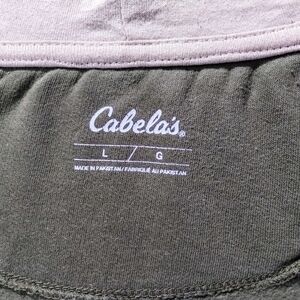 Cabela's®
L / G
MADE IN PAKISTAN / FABRIQUÉ AU PAKISTAN